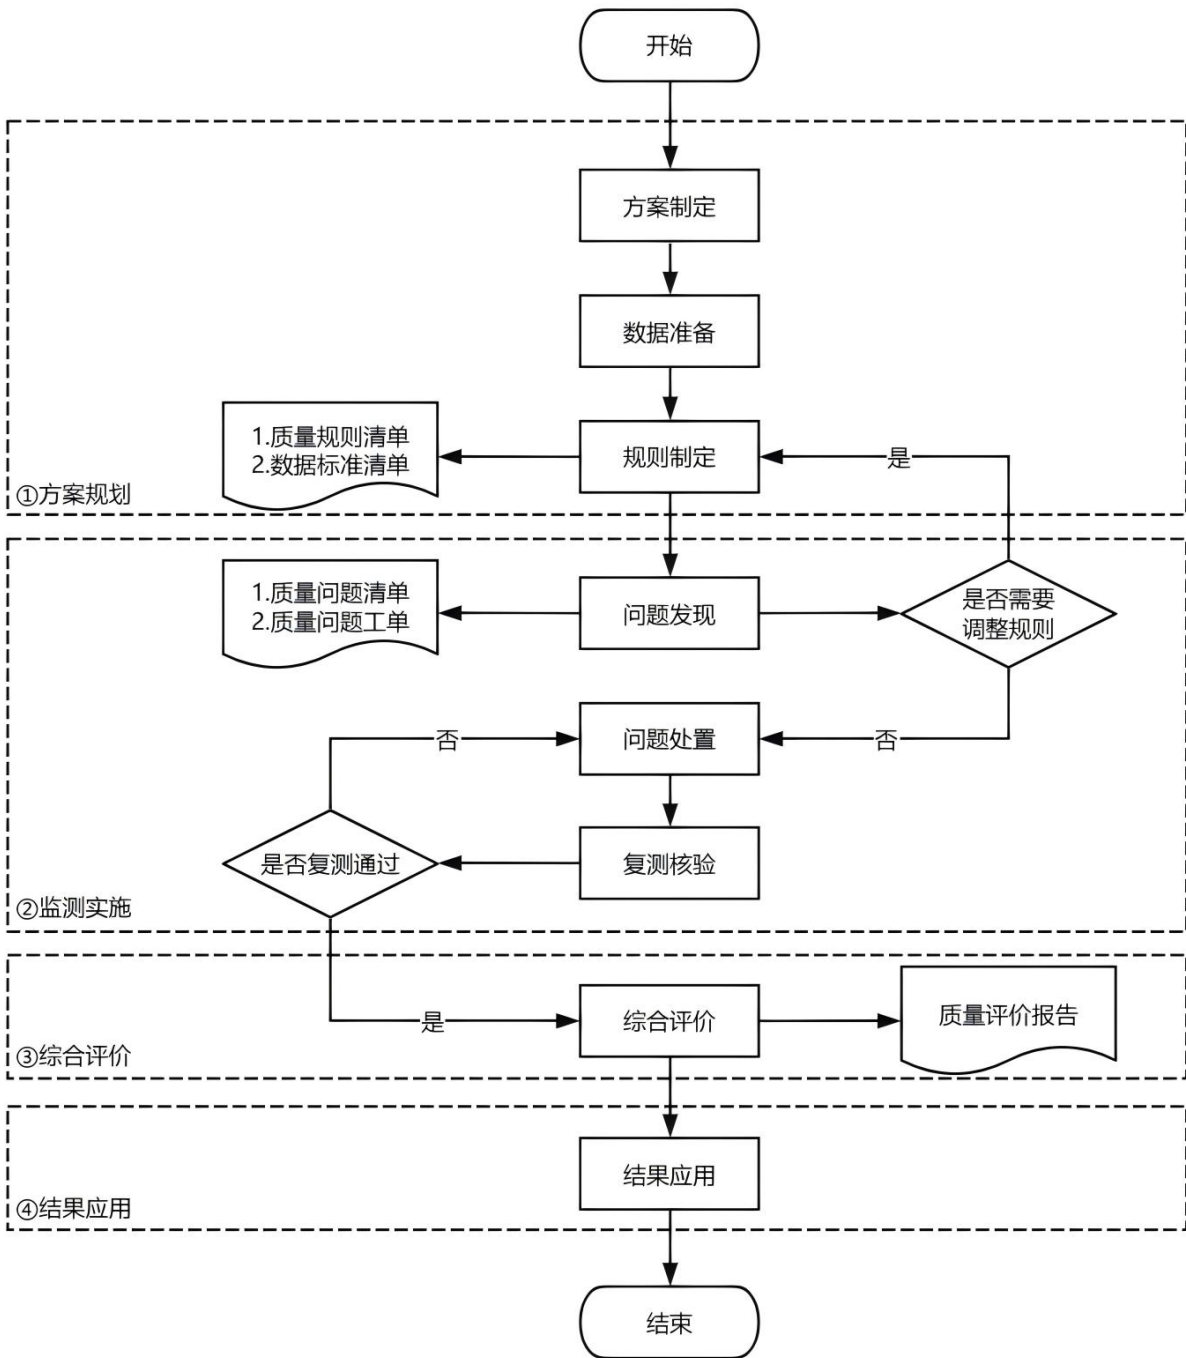 开始
方案制定
数据准备
1.质量规则清单
2.数据标准清单
规则制定
是
①方案规划
1.质量问题清单
2.质量问题工单
问题发现
是否需要
调整规则
否
问题处置
否
是否复测通过
复测核验
②监测实施
是
综合评价
质量评价报告
③综合评价
结果应用
④结果应用
结束